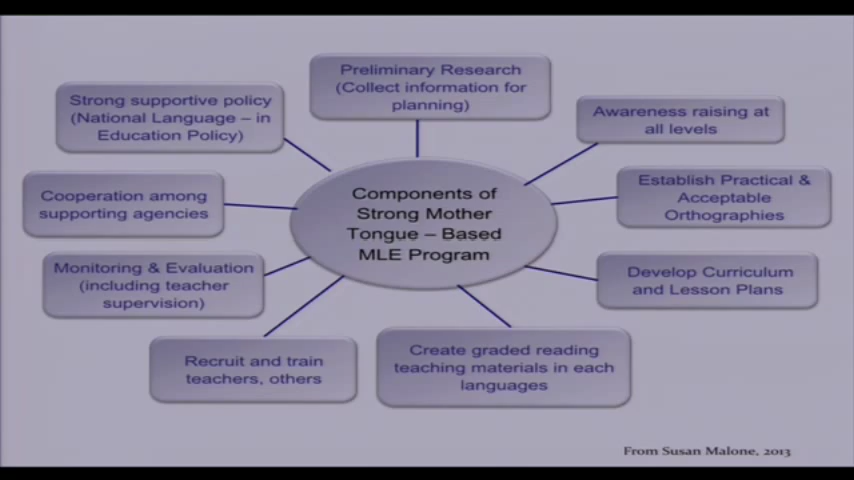 Preliminary Research
(Collect information for
planning)
Strong supportive policy
(National Language – in
Education Policy)
Awareness raising at
all levels
Cooperation among
supporting agencies
Components of
Strong Mother
Tongue – Based
MLE Program
Establish Practical &
Acceptable
Orthographies
Monitoring & Evaluation
(including teacher
supervision)
Develop Curriculum
and Lesson Plans
Recruit and train
teachers, others
Create graded reading
teaching materials in each
languages
From Susan Malone, 2013